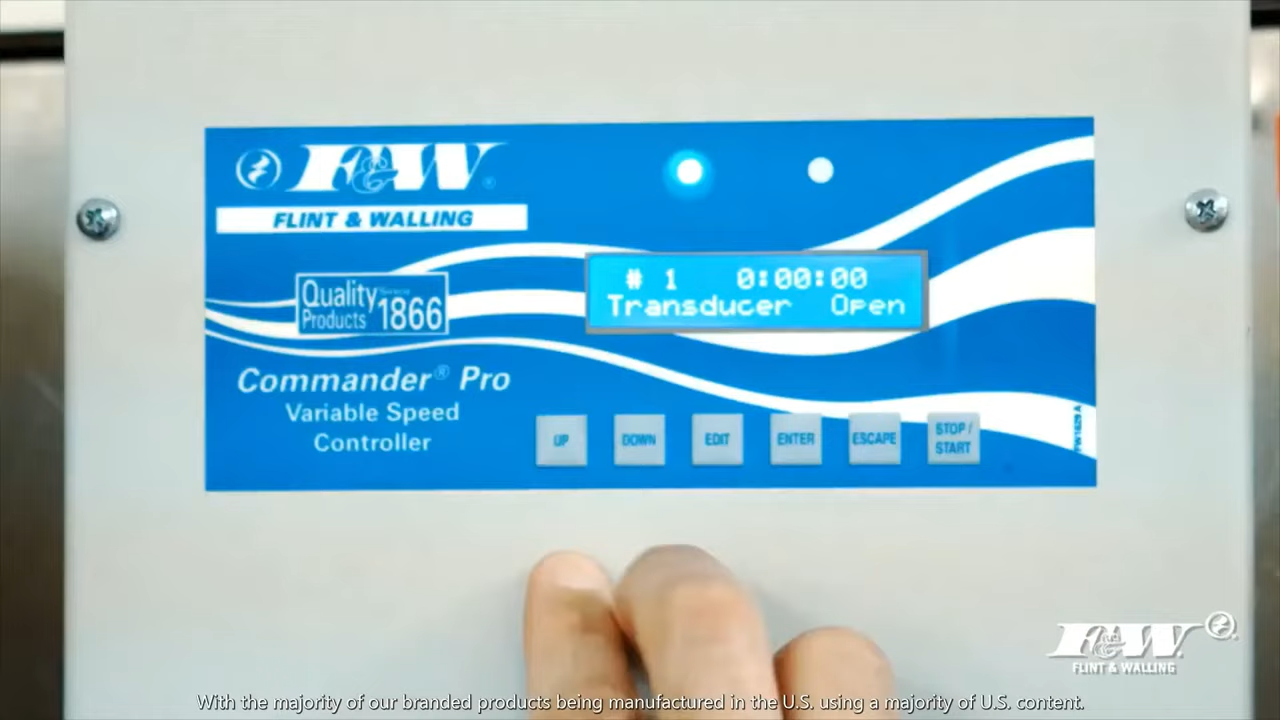 F&W®
FLINT & WALLING
Quality Since
Products 1866
Commander® Pro
Variable Speed
Controller
# 1 0:00:00
Transducer Open
UP
DOWN
EDIT
ENTER
ESCAPE
STOP /
START
F&W
FLINT & WALLING
With the majority of our branded products being manufactured in the U.S. using a majority of U.S. content.